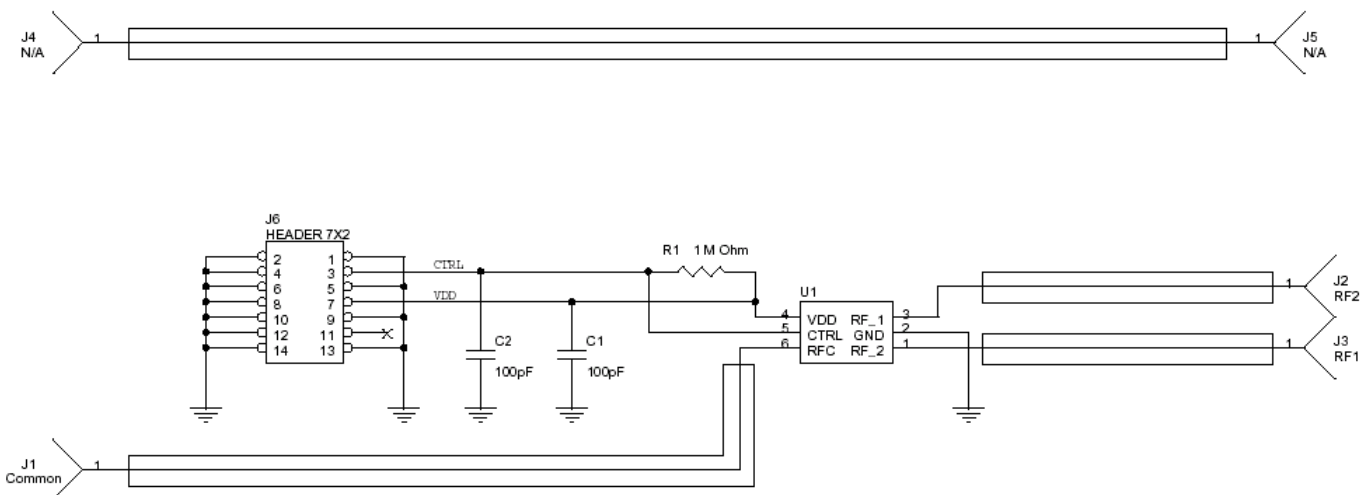 J4
N/A
1
1
J5
N/A
J6
HEADER 7X2
2 1
4 3
6 5
8 7
10 9
12 11
14 13
CTRL
VDD
R1 1 M Ohm
C2
100pF
C1
100pF
U1
4 VDD RF_1 3
5 CTRL GND 2
6 RFC RF_2 1
1
J2
RF2
1
J3
RF1
J1
Common
1